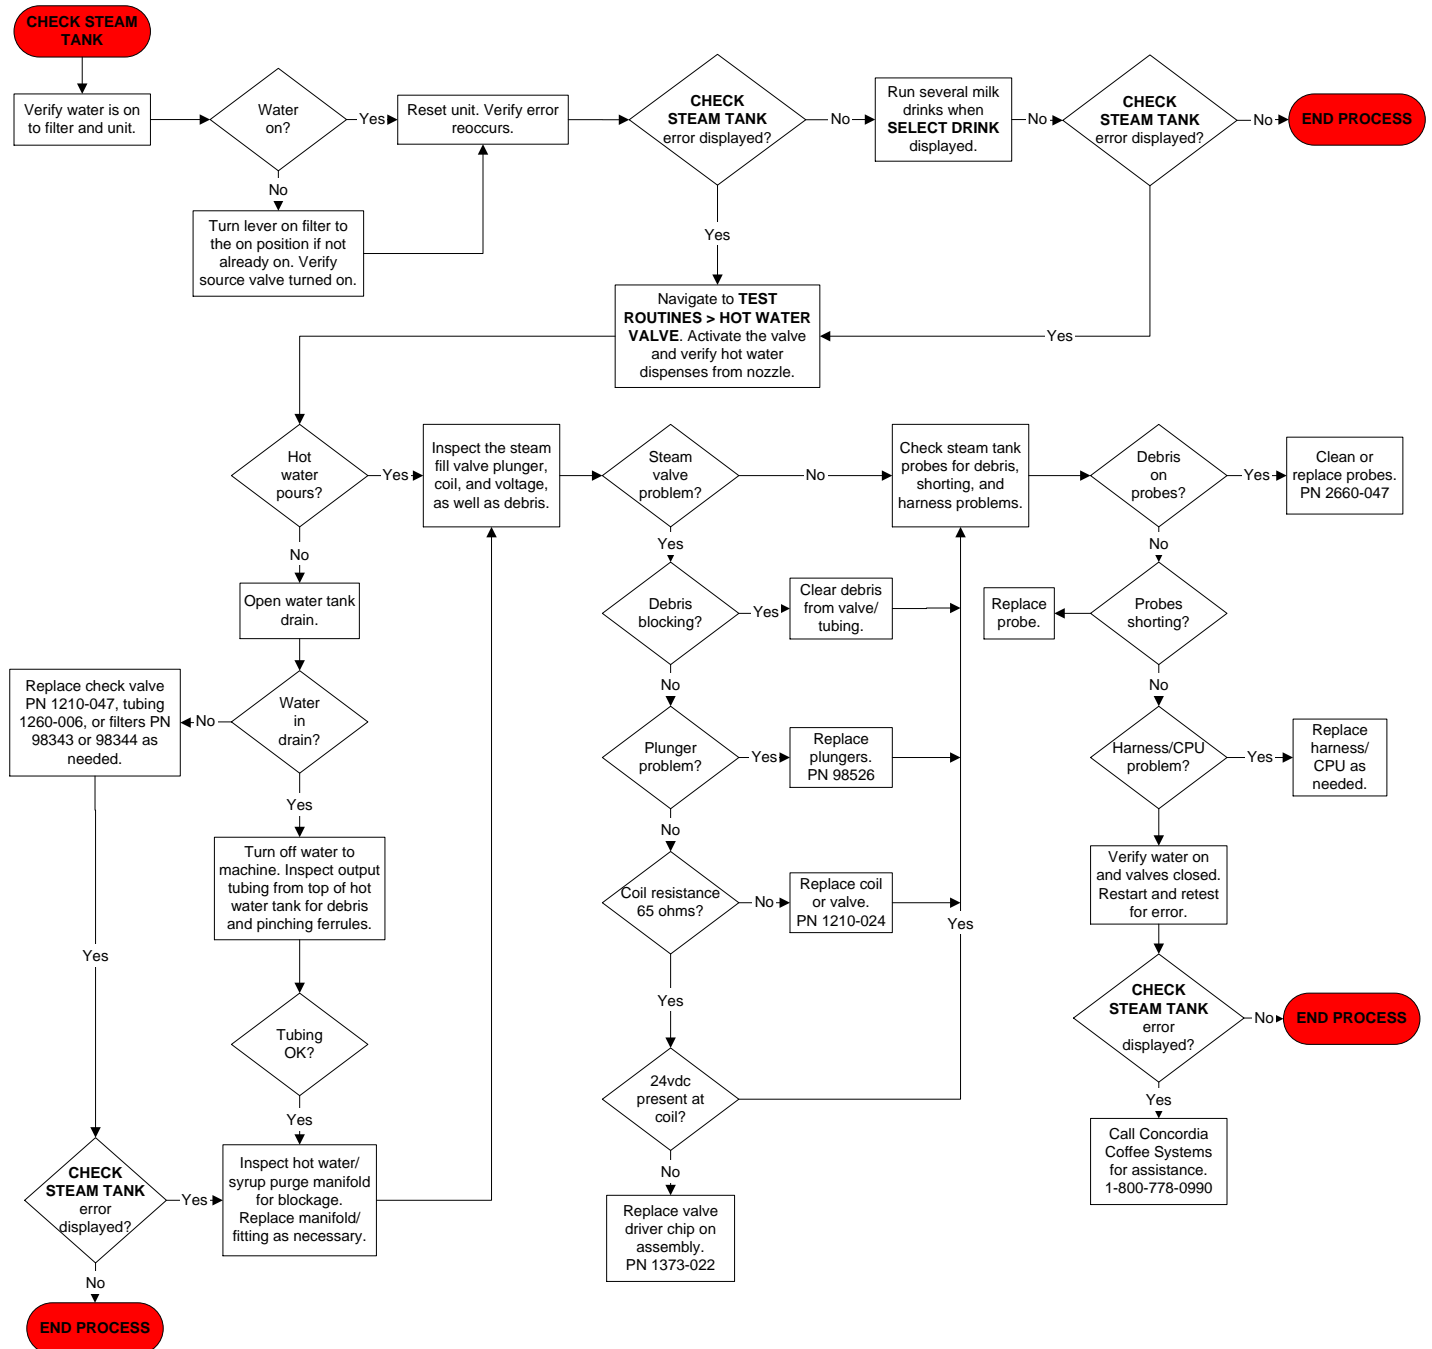 CHECK STEAM
TANK
Verify water is on
to filter and unit.
Water
on?
Yes
Reset unit. Verify error
reoccurs.
No
Turn lever on filter to
the on position if not
already on. Verify
source valve turned on.
CHECK
STEAM TANK
error displayed?
No
Run several milk
drinks when
SELECT DRINK
displayed.
No
CHECK
STEAM TANK
error displayed?
No
END PROCESS
Yes
Yes
Navigate to TEST
ROUTINES > HOT WATER
VALVE. Activate the valve
and verify hot water
dispenses from nozzle.
Hot
water
pours?
Yes
Inspect the steam
fill valve plunger,
coil, and voltage,
as well as debris.
Steam
valve
problem?
No
Check steam tank
probes for debris,
shorting, and
harness problems.
Debris
on
probes?
Yes
Clean or
replace probes.
PN 2660-047
No
Open water tank
drain.
Water
in
drain?
No
Replace check valve
PN 1210-047, tubing
1260-006, or filters PN
98343 or 98344 as
needed.
Yes
Turn off water to
machine. Inspect output
tubing from top of hot
water tank for debris
and pinching ferrules.
Tubing
OK?
Yes
Inspect hot water/
syrup purge manifold
for blockage.
Replace manifold/
fitting as necessary.
Yes
CHECK
STEAM TANK
error
displayed?
Yes
No
END PROCESS
Yes
Debris
blocking?
Yes
Clear debris
from valve/
tubing.
No
Plunger
problem?
Yes
Replace
plungers.
PN 98526
No
Coil resistance
65 ohms?
No
Replace coil
or valve.
PN 1210-024
Yes
Yes
24vdc
present at
coil?
No
Replace valve
driver chip on
assembly.
PN 1373-022
No
Probes
shorting?
Replace
probe.
No
Harness/CPU
problem?
Yes
Replace
harness/
CPU as
needed.
Verify water on
and valves closed.
Restart and retest
for error.
CHECK
STEAM TANK
error
displayed?
No
END PROCESS
Yes
Call Concordia
Coffee Systems
for assistance.
1-800-778-0990